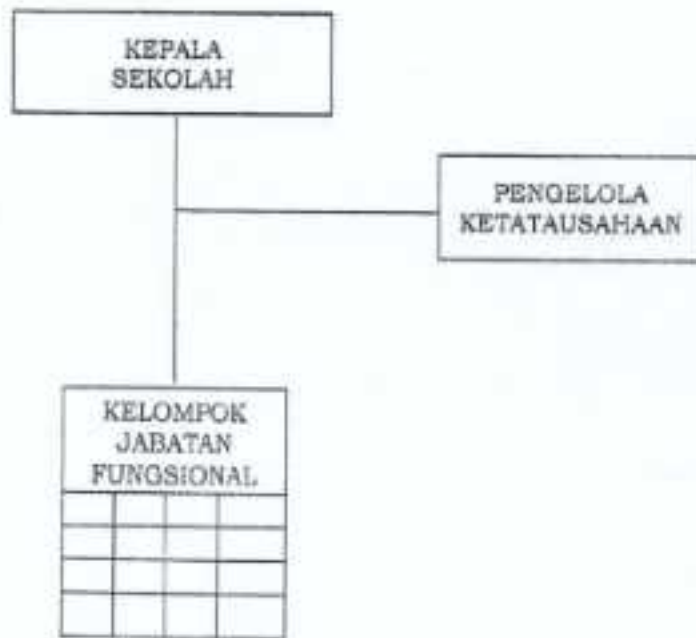 KEPALA
SEKOLAH
PENGELOLA
KETATAUSAHAAN
KELOMPOK
JABATAN
FUNGSIONAL